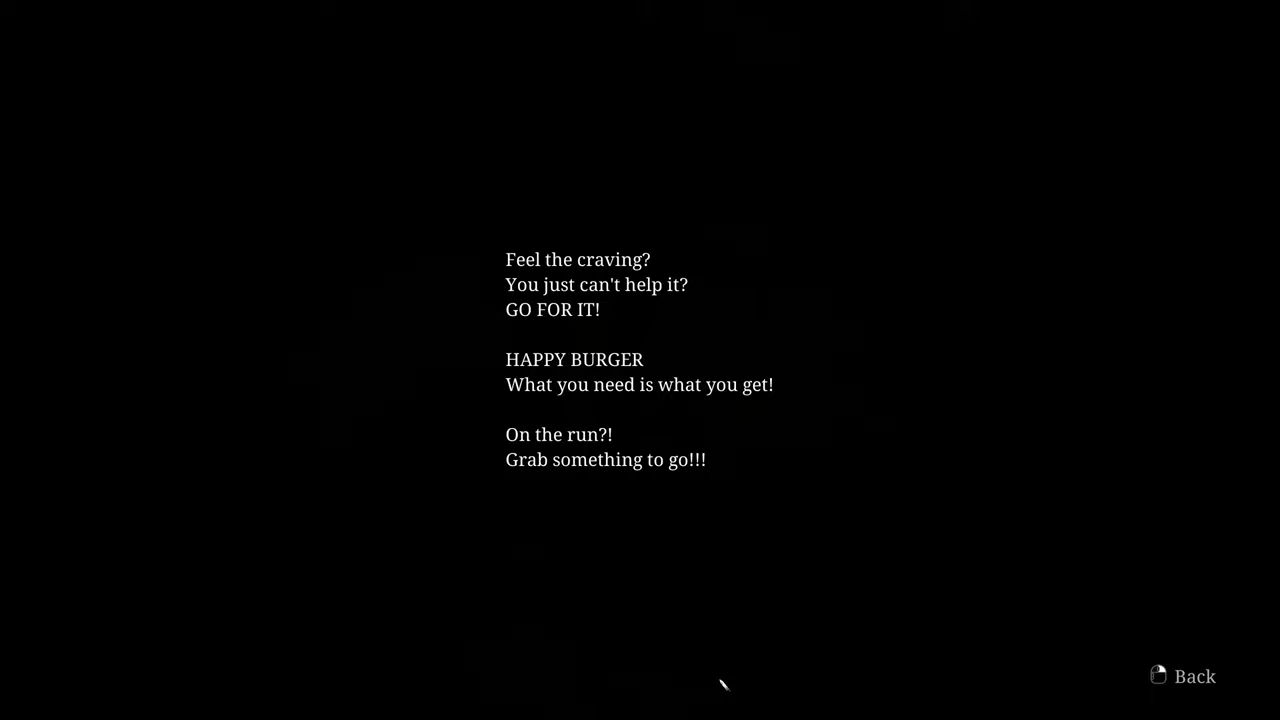 Feel the craving?
You just can't help it?
GO FOR IT!
HAPPY BURGER
What you need is what you get!
On the run?!
Grab something to go!!!
Back